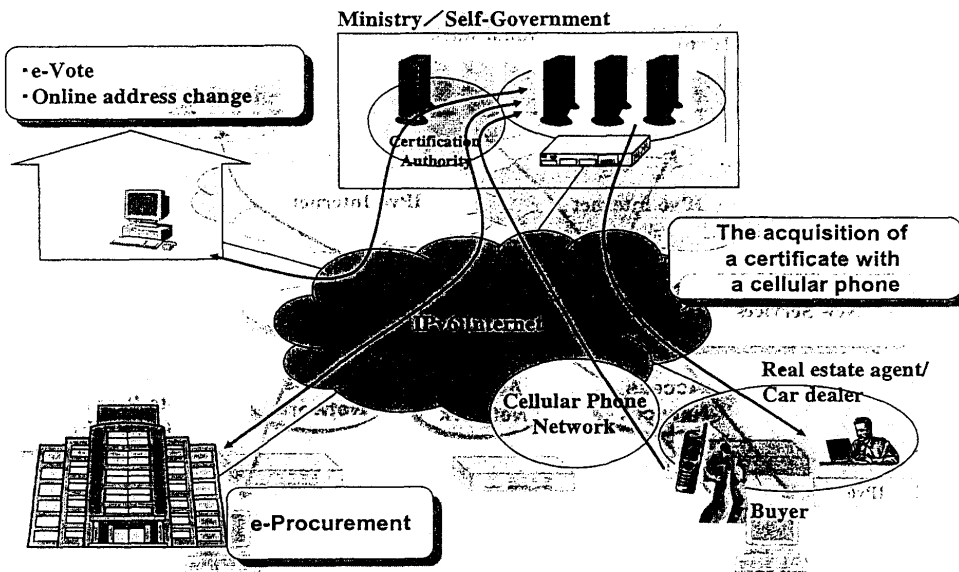 Ministry／Self-Government
・e-Vote
・Online address change
Certification
Authority
The acquisition of
a certificate with
a cellular phone
IPv6 Internet
Real estate agent/
Car dealer
Cellular Phone
Network
Buyer
e-Procurement